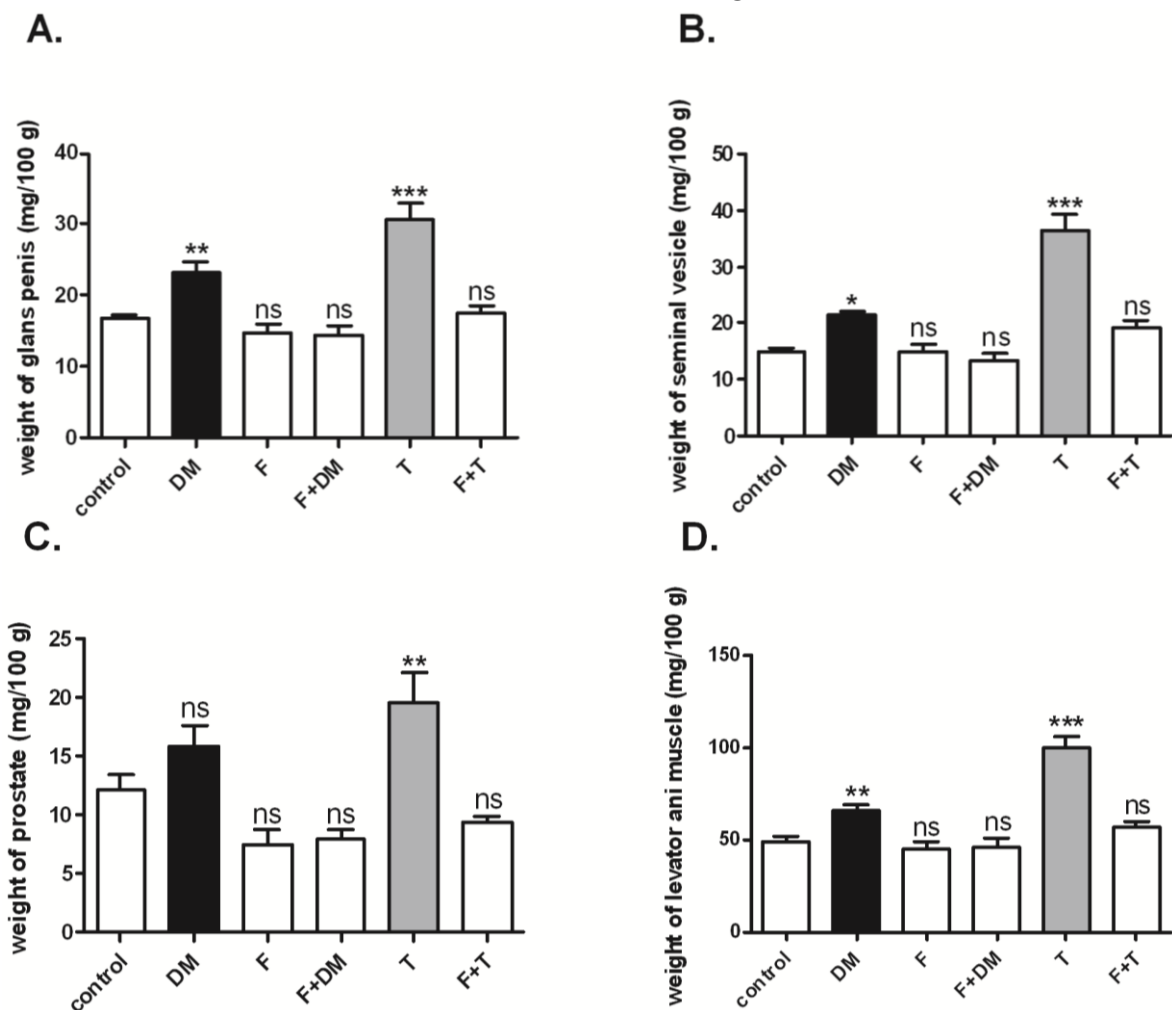 A.
weight of glans penis (mg/100 g)
40
30
20
10
0
**
ns
ns
***
ns
control
DM
F
F+DM
T
F+T
B.
weight of seminal vesicle (mg/100 g)
50
40
30
20
10
0
*
ns
ns
***
ns
control
DM
F
F+DM
T
F+T
C.
weight of prostate (mg/100 g)
25
20
15
10
5
0
ns
ns
ns
**
ns
control
DM
F
F+DM
T
F+T
D.
weight of levator ani muscle (mg/100 g)
150
100
50
0
**
ns
ns
***
ns
control
DM
F
F+DM
T
F+T